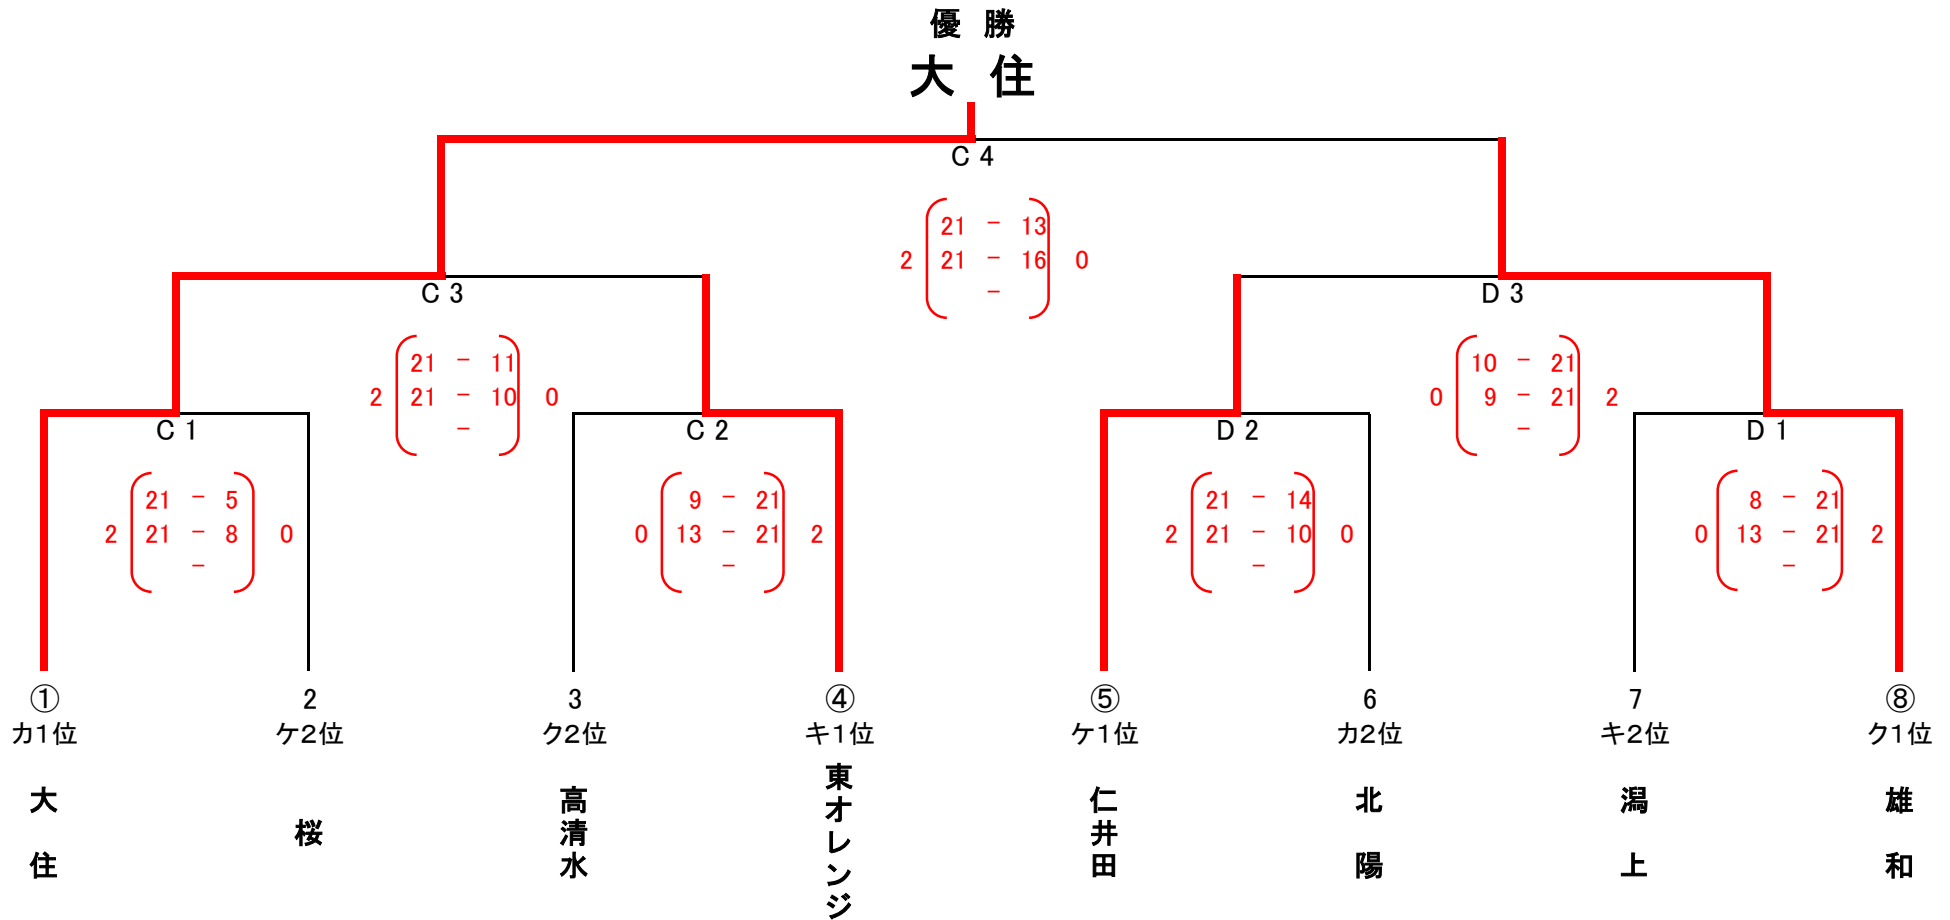 優 勝
大 住
C 4
21 - 13
2 21 - 16 0
-
C 3
D 3
21 - 11
2 21 - 10 0
-
10 - 21
0 9 - 21 2
-
C 1
C 2
D 2
D 1
21 - 5
2 21 - 8 0
-
9 - 21
0 13 - 21 2
-
21 - 14
2 21 - 10 0
-
8 - 21
0 13 - 21 2
-
① 2 3 ④ ⑤ 6 7 ⑧
カ1位 ケ2位 ク2位 キ1位 ケ1位 カ2位 キ2位 ク1位
大住
桜
高清水
東オレンジ
仁井田
北陽
潟上
雄和